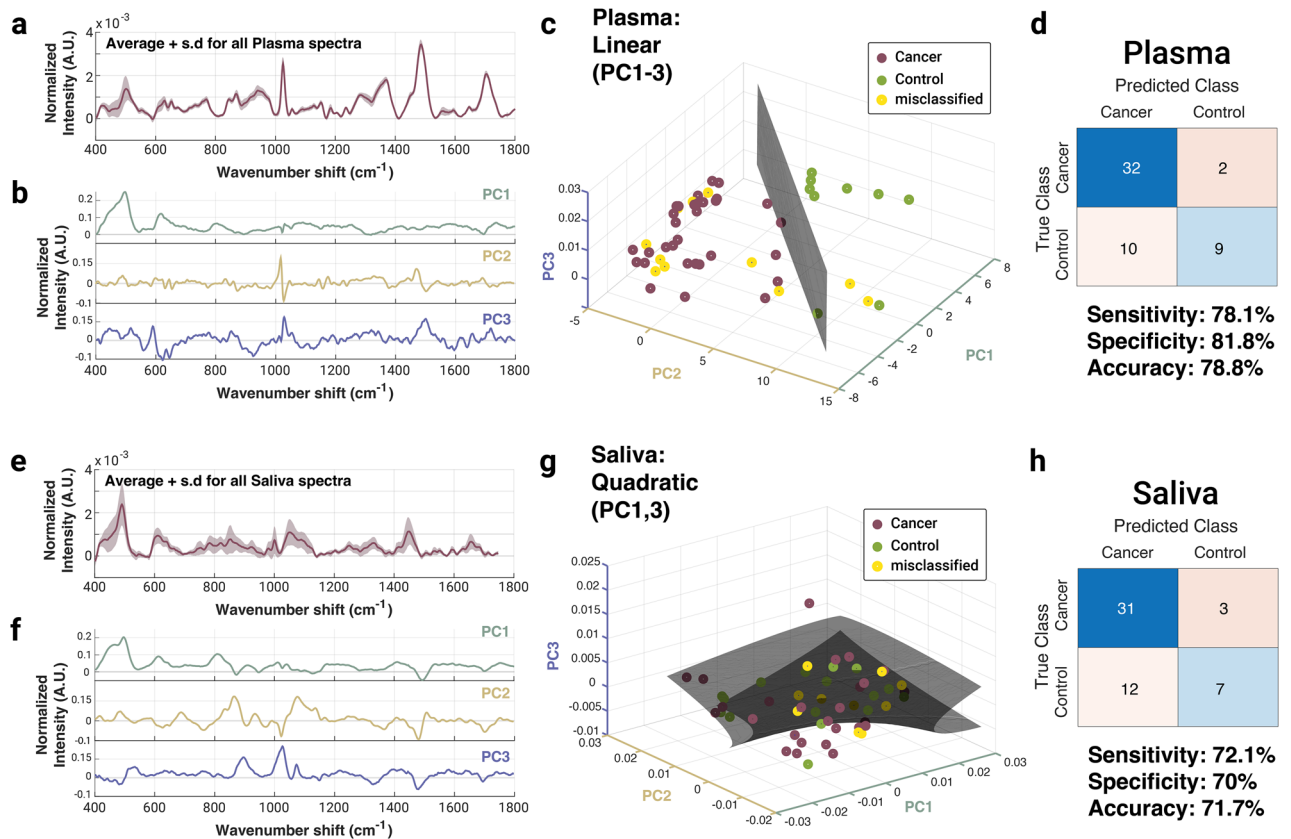 a
× 10⁻³
4
2
0
Normalized
Intensity (A.U.)
Average + s.d for all Plasma spectra
400 600 800 1000 1200 1400 1600 1800
Wavenumber shift (cm⁻¹)
b
PC1
0.2
0.1
0
PC2
0.15
0
-0.1
PC3
0.15
0
-0.1
Normalized
Intensity (A.U.)
400 600 800 1000 1200 1400 1600 1800
Wavenumber shift (cm⁻¹)
c
Plasma:
Linear
(PC1-3)
Cancer
Control
misclassified
0.03
0.02
0.01
0
PC3
-5
0
5
10
15
PC2
-8
-6
-4
-2
0
2
4
6
8
PC1
d
Plasma
Predicted Class
Cancer Control
True Class
Cancer
Control
32 2
10 9
Sensitivity: 78.1%
Specificity: 81.8%
Accuracy: 78.8%
e
× 10⁻³
4
2
0
Normalized
Intensity (A.U.)
Average + s.d for all Saliva spectra
400 600 800 1000 1200 1400 1600 1800
Wavenumber shift (cm⁻¹)
f
PC1
0.2
0.1
0
PC2
0.15
0
-0.1
PC3
0.15
0
-0.1
Normalized
Intensity (A.U.)
400 600 800 1000 1200 1400 1600 1800
Wavenumber shift (cm⁻¹)
g
Saliva:
Quadratic
(PC1,3)
Cancer
Control
misclassified
0.025
0.02
0.015
0.01
0.005
0
-0.005
-0.01
PC3
0.03
0.02
0.01
0
-0.01
-0.02
PC2
-0.03
-0.02
-0.01
0
0.01
0.02
0.03
PC1
h
Saliva
Predicted Class
Cancer Control
True Class
Cancer
Control
31 3
12 7
Sensitivity: 72.1%
Specificity: 70%
Accuracy: 71.7%